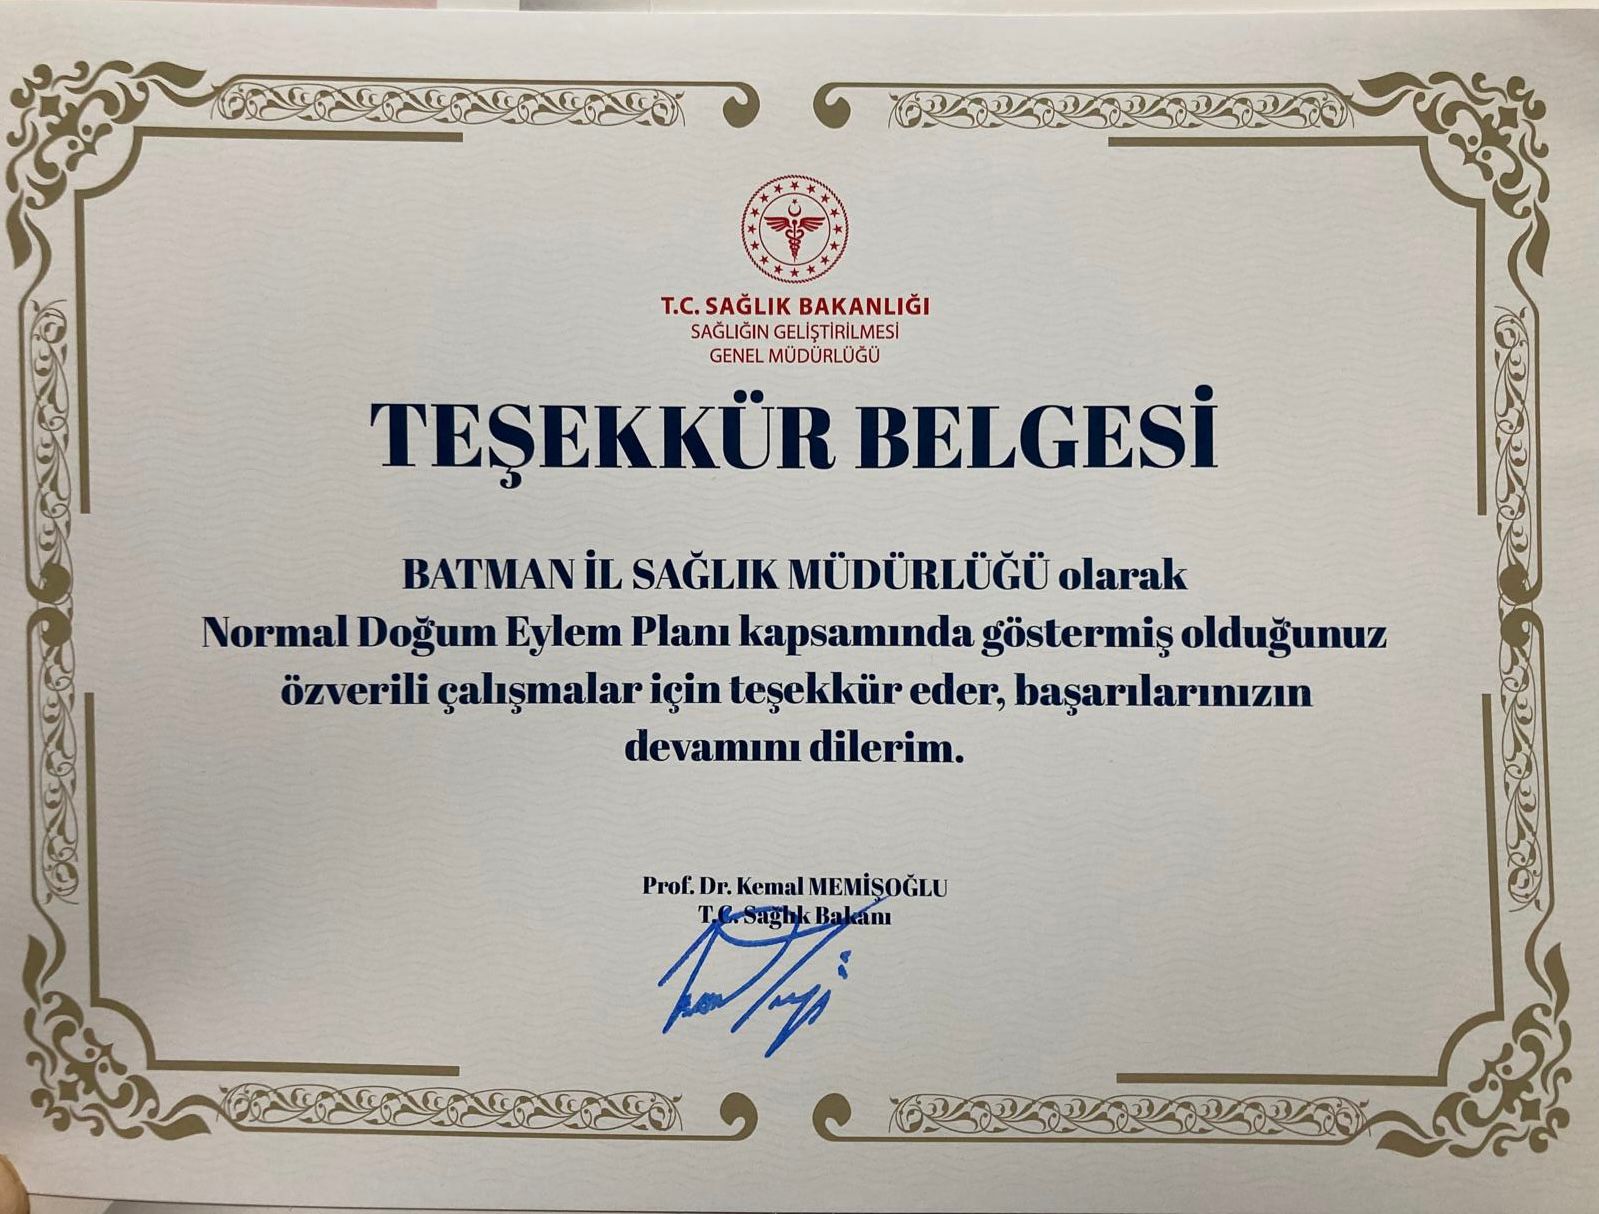 T.C. SAĞLIK BAKANLIĞI
SAĞLIĞIN GELİŞTİRİLMESİ
GENEL MÜDÜRLÜĞÜ
TEŞEKKÜR BELGESİ
BATMAN İL SAĞLIK MÜDÜRLÜĞÜ olarak
Normal Doğum Eylem Planı kapsamında göstermiş olduğunuz
özverili çalışmalar için teşekkür eder, başarılarınızın
devamını dilerim.
Prof. Dr. Kemal MEMİŞOĞLU
T.C. Sağlık Bakanı